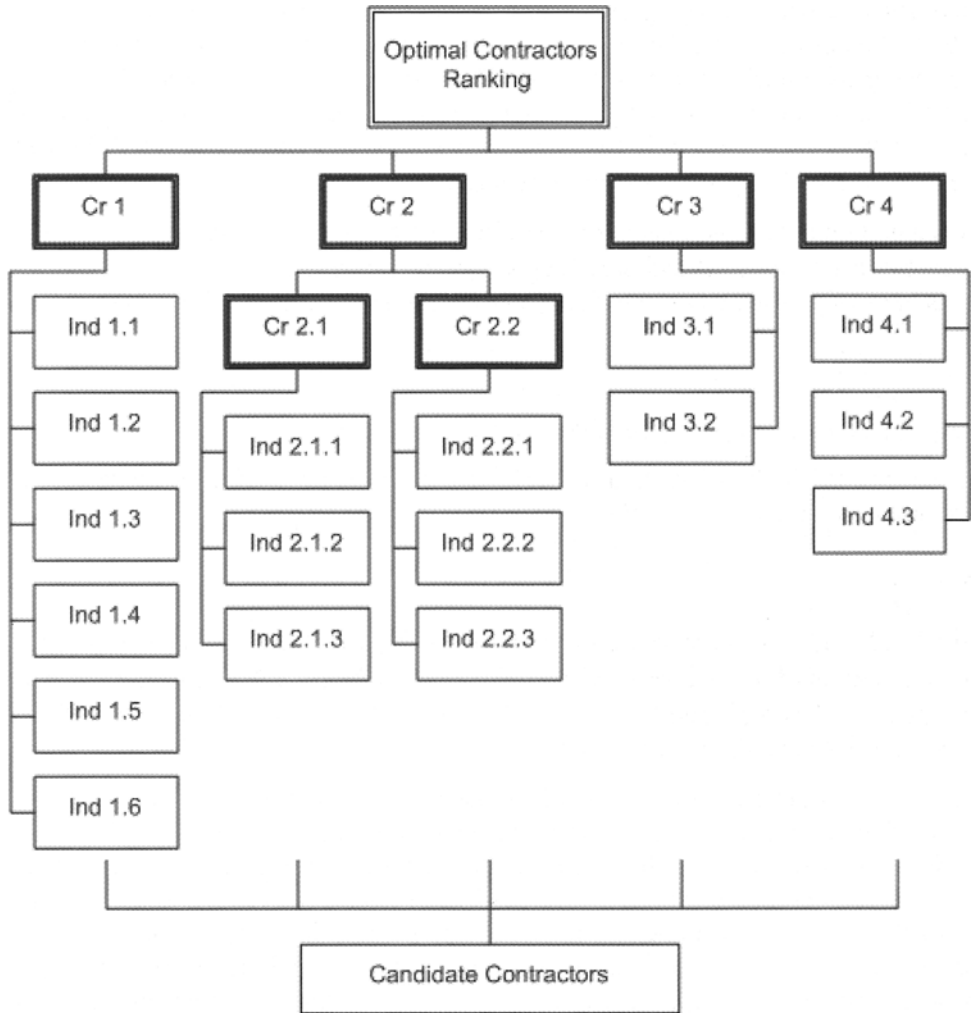 Optimal Contractors
Ranking
Cr 1
Cr 2
Cr 3
Cr 4
Ind 1.1
Ind 1.2
Ind 1.3
Ind 1.4
Ind 1.5
Ind 1.6
Cr 2.1
Ind 2.1.1
Ind 2.1.2
Ind 2.1.3
Cr 2.2
Ind 2.2.1
Ind 2.2.2
Ind 2.2.3
Ind 3.1
Ind 3.2
Ind 4.1
Ind 4.2
Ind 4.3
Candidate Contractors